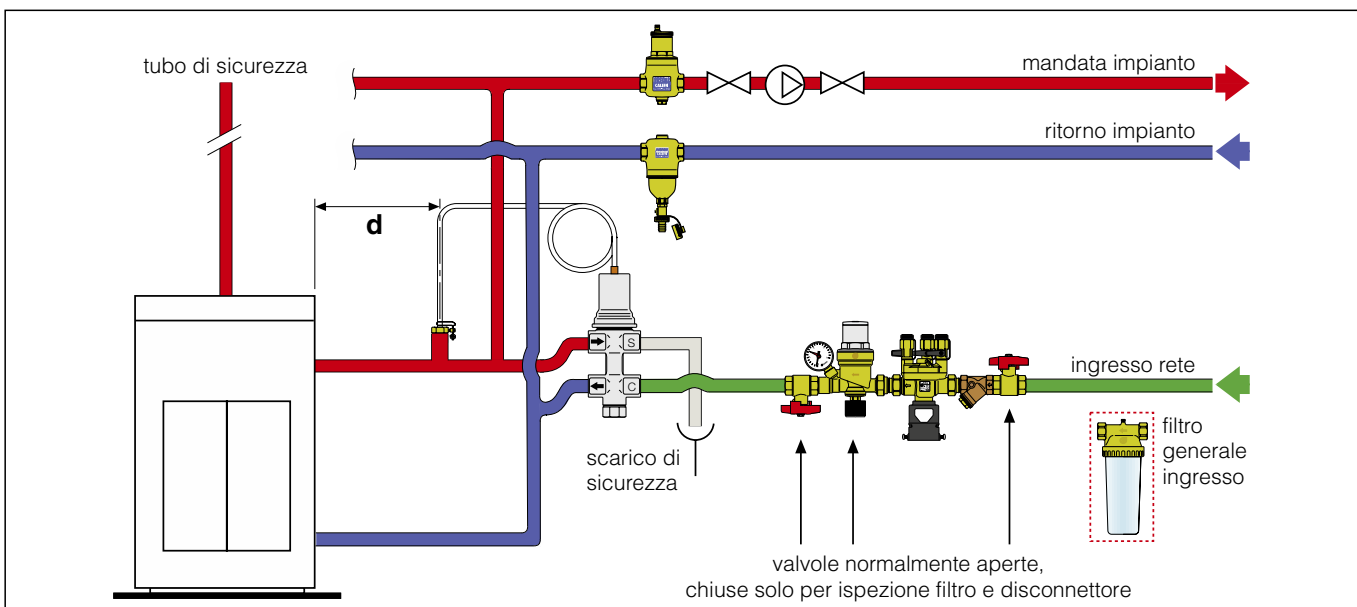 tubo di sicurezza
mandata impianto
ritorno impianto
d
S
C
ingresso rete
scarico di
sicurezza
filtro
generale
ingresso
valvole normalmente aperte,
chiuse solo per ispezione filtro e disconnettore